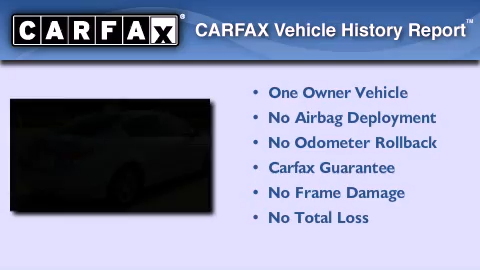 CARFAX® CARFAX Vehicle History Report™
• One Owner Vehicle
• No Airbag Deployment
• No Odometer Rollback
• Carfax Guarantee
• No Frame Damage
• No Total Loss